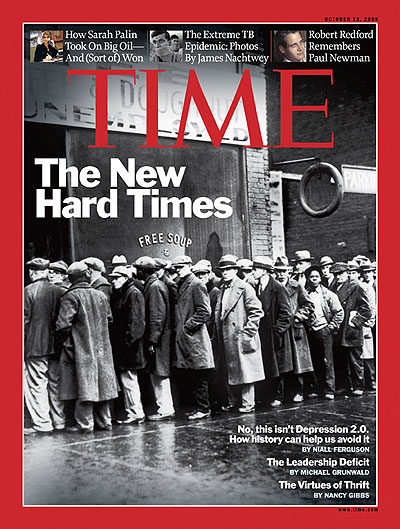 OCTOBER 13, 2008
How Sarah Palin
Took On Big Oil—
And (Sort of) Won
The Extreme TB
Epidemic: Photos
By James Nachtwey
Robert Redford
Remembers
Paul Newman
TIME
The New
Hard Times
FREE SOUP
No, this isn't Depression 2.0.
How history can help us avoid it
BY NIALL FERGUSON
The Leadership Deficit
BY MICHAEL GRUNWALD
The Virtues of Thrift
BY NANCY GIBBS
www.time.com